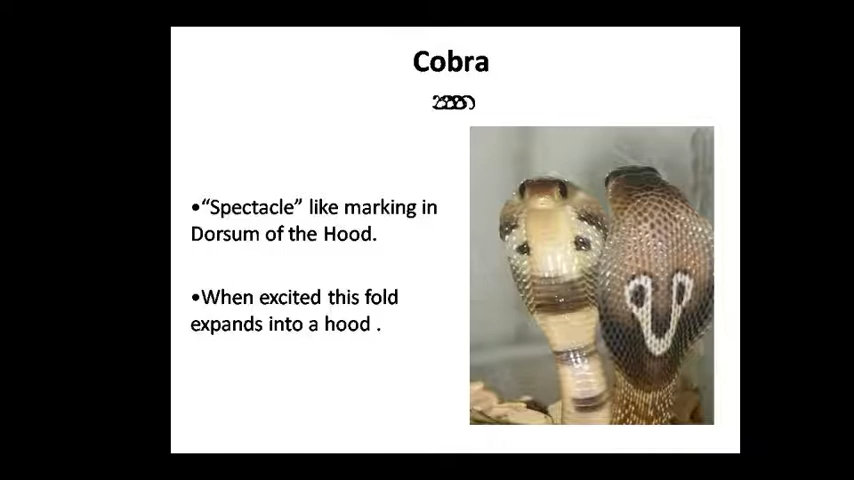 Cobra
•“Spectacle” like marking in
Dorsum of the Hood.
•When excited this fold
expands into a hood .